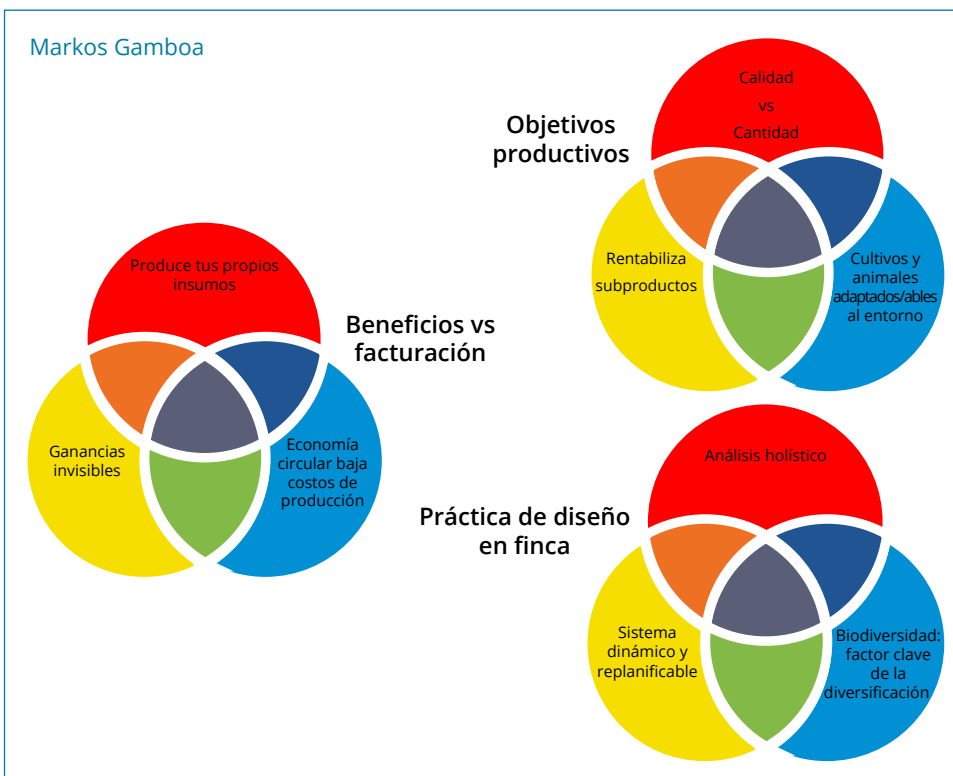 Markos Gamboa
Objetivos
productivos
Calidad
vs
Cantidad
Rentabiliza
subproductos
Cultivos y
animales
adaptados/ables
al entorno
Beneficios vs
facturación
Produce tus propios
insumos
Ganancias
invisibles
Economía
circular baja
costos de
producción
Práctica de diseño
en finca
Análisis holístico
Sistema
dinámico y
replanificable
Biodiversidad:
factor clave
de la
diversificación